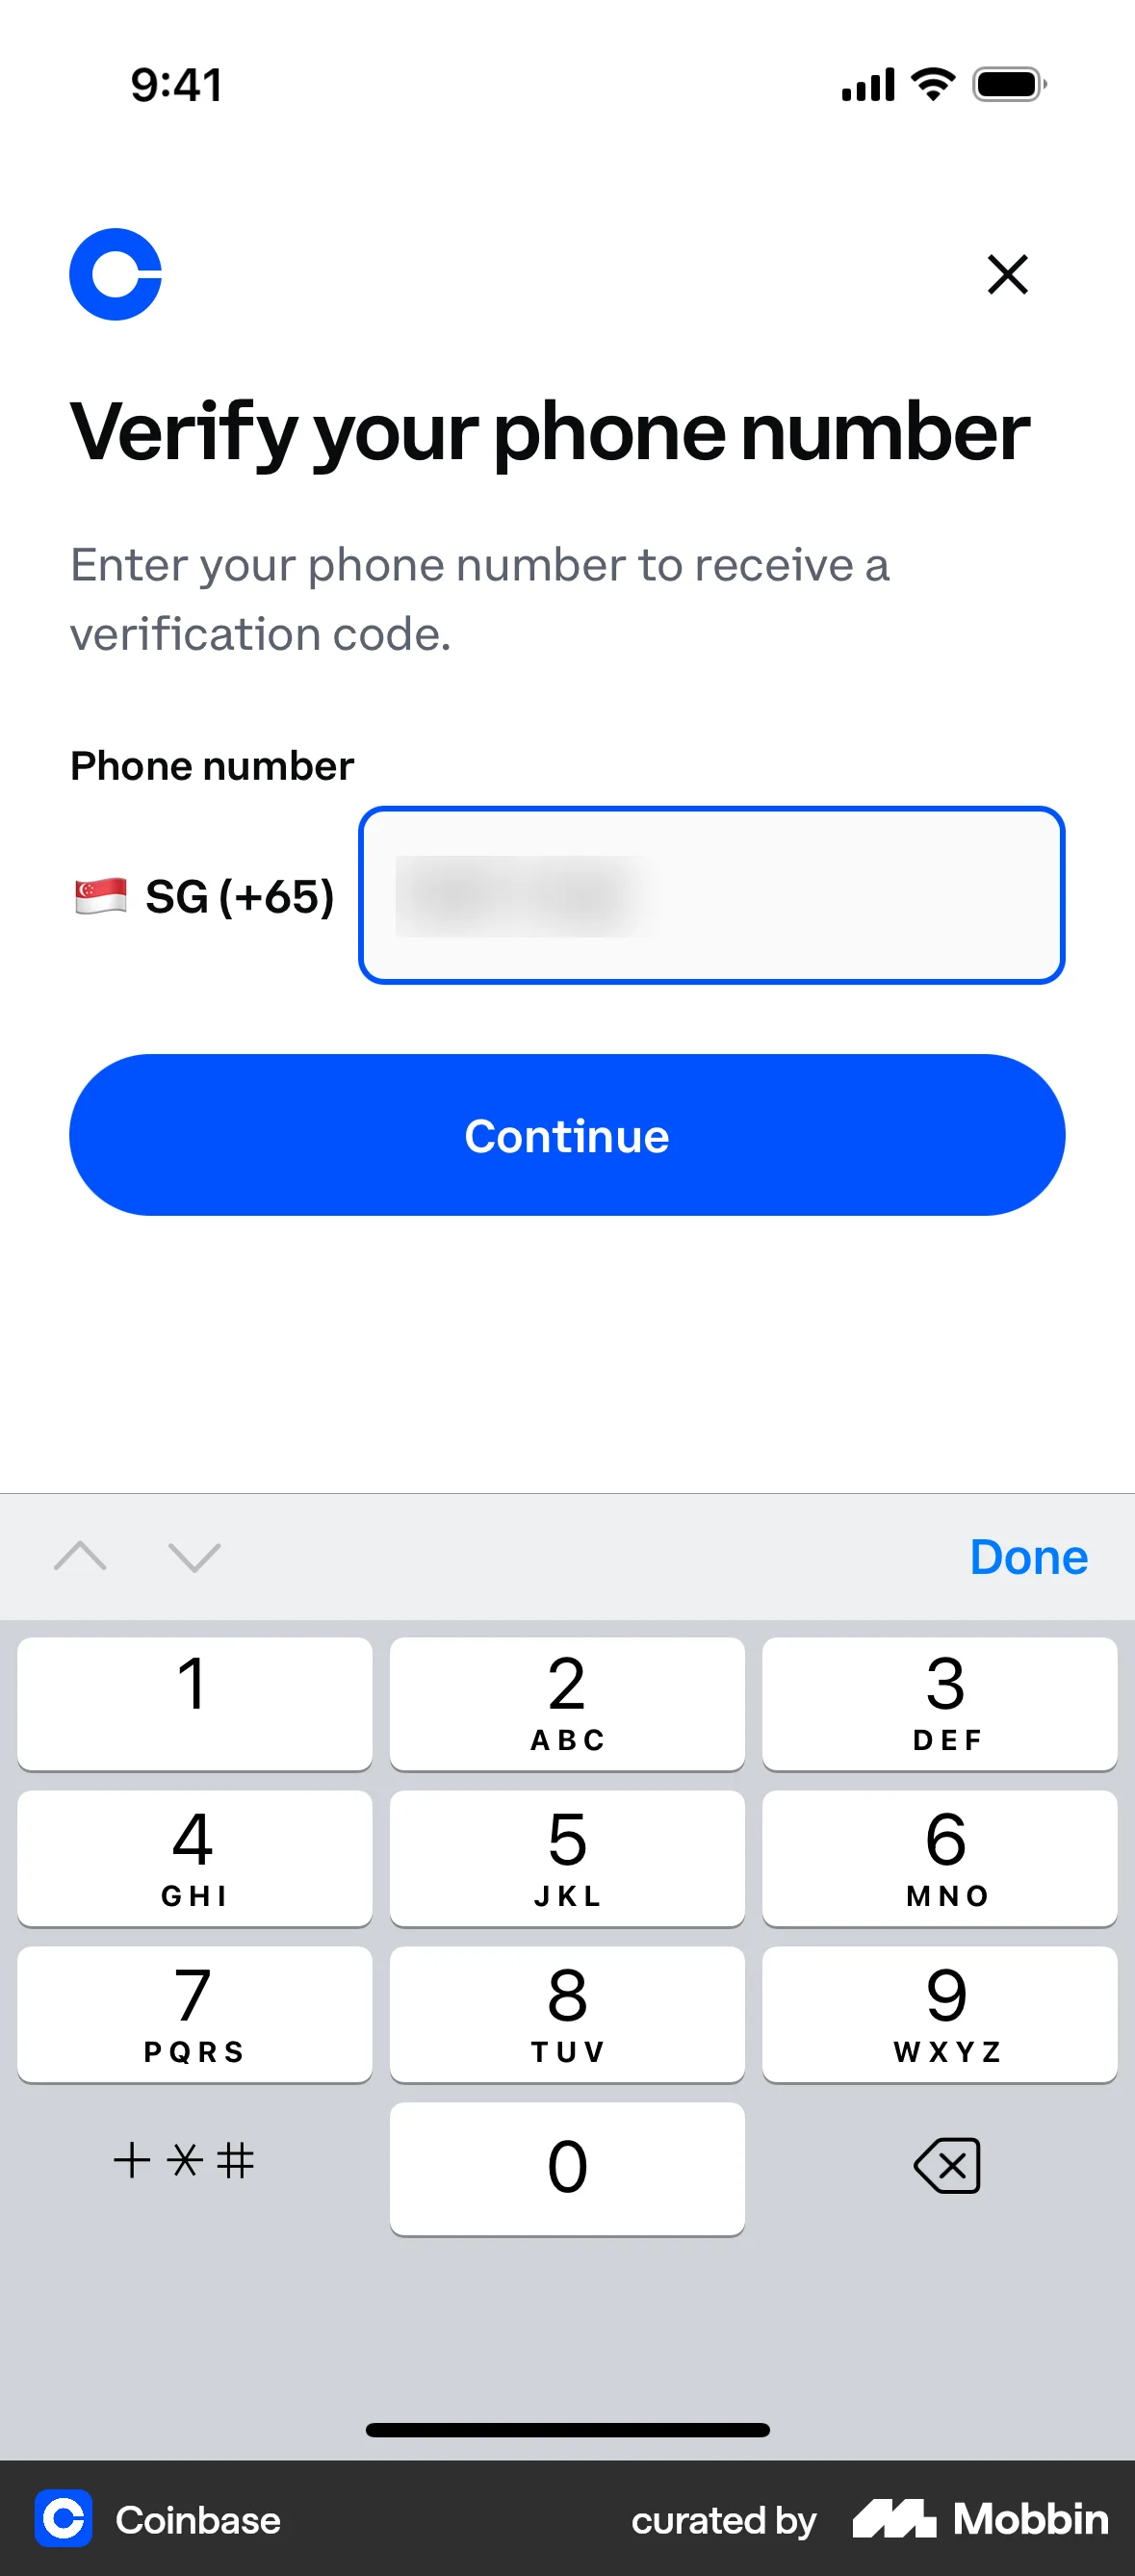 9:41
Verify your phone number
Enter your phone number to receive a
verification code.
Phone number
SG (+65)
Continue
Done
1
2
ABC
3
DEF
4
GHI
5
JKL
6
MNO
7
PQRS
8
TUV
9
WXYZ
+*#
0
Coinbase
curated by Mobbin